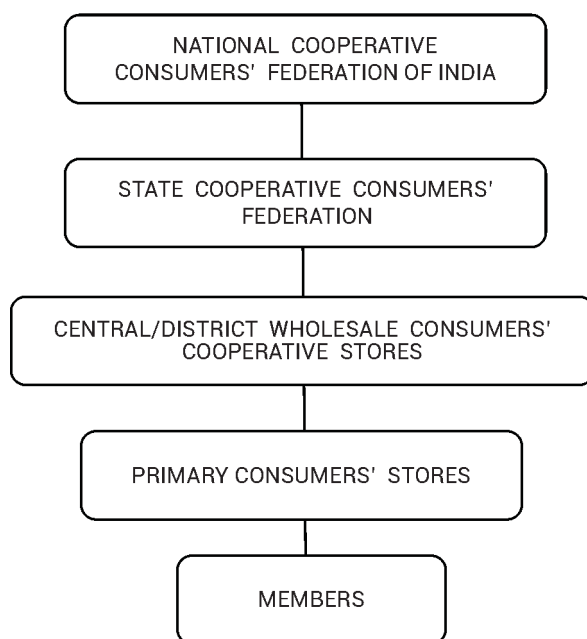 NATIONAL COOPERATIVE
CONSUMERS' FEDERATION OF INDIA
STATE COOPERATIVE CONSUMERS'
FEDERATION
CENTRAL/DISTRICT WHOLESALE CONSUMERS'
COOPERATIVE STORES
PRIMARY CONSUMERS' STORES
MEMBERS